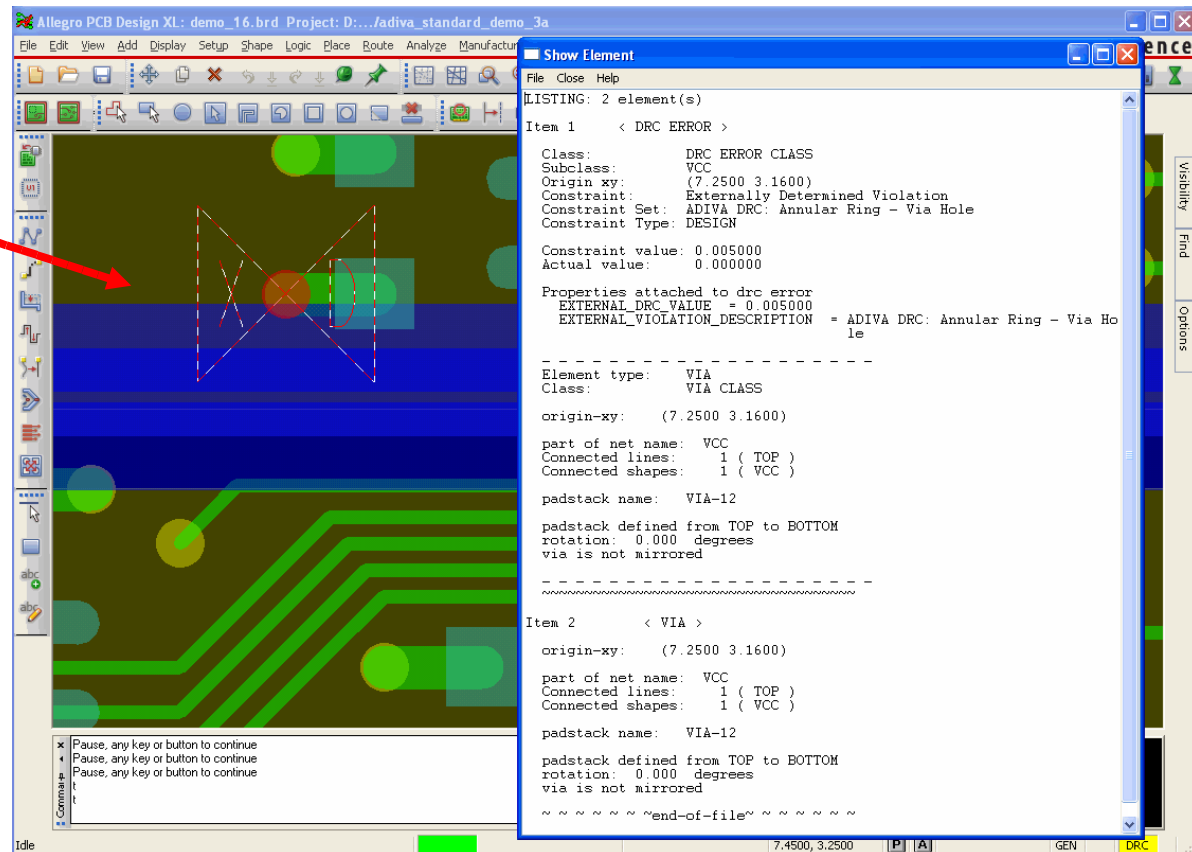 Allegro PCB Design XL: demo_16.brd Project: D:.../adiva_standard_demo_3a
File Edit View Add Display Setup Shape Logic Place Route Analyze Manufactur
ence
Show Element
File Close Help
LISTING: 2 element(s)
Item 1 < DRC ERROR >
Class: DRC ERROR CLASS
Subclass: VCC
Origin xy: (7.2500 3.1600)
Constraint: Externally Determined Violation
Constraint Set: ADIVA DRC: Annular Ring - Via Hole
Constraint Type: DESIGN
Constraint value: 0.005000
Actual value: 0.000000
Properties attached to drc error
EXTERNAL_DRC_VALUE = 0.005000
EXTERNAL_VIOLATION_DESCRIPTION = ADIVA DRC: Annular Ring - Via Ho
le
- - - - - - - - - - - - - - - - - - - -
Element type: VIA
Class: VIA CLASS
origin-xy: (7.2500 3.1600)
part of net name: VCC
Connected lines: 1 ( TOP )
Connected shapes: 1 ( VCC )
padstack name: VIA-12
padstack defined from TOP to BOTTOM
rotation: 0.000 degrees
via is not mirrored
- - - - - - - - - - - - - - - - - - - -
~~~~~~~~~~~~~~~~~~~~~~~~~~~~~~~~~~~~~
Item 2 < VIA >
origin-xy: (7.2500 3.1600)
part of net name: VCC
Connected lines: 1 ( TOP )
Connected shapes: 1 ( VCC )
padstack name: VIA-12
padstack defined from TOP to BOTTOM
rotation: 0.000 degrees
via is not mirrored
~ ~ ~ ~ ~ ~ ~end-of-file~ ~ ~ ~ ~ ~ ~
Visibility
Find
Options
U1
abc
abc
Command
Pause, any key or button to continue
Pause, any key or button to continue
Pause, any key or button to continue
t
t
Idle
7.4500, 3.2500
P
A
GEN
DRC